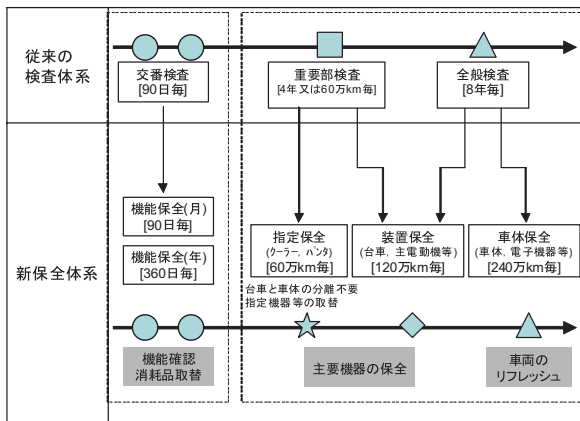 従来の
検査体系
交番検査
[90日毎]
重要部検査
[4年又は60万km毎]
全般検査
[8年毎]
新保全体系
機能保全(月)
[90日毎]
機能保全(年)
[360日毎]
指定保全
(クーラー, パンタ)
[60万km毎]
装置保全
(台車, 主電動機等)
[120万km毎]
車体保全
(車体, 電子機器等)
[240万km毎]
台車と車体の分離不要
指定機器等の取替
機能確認
消耗品取替
主要機器の保全
車両の
リフレッシュ